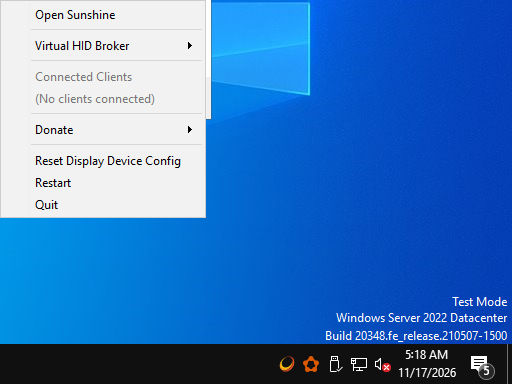 Open Sunshine
Virtual HID Broker
Connected Clients
(No clients connected)
Donate
Reset Display Device Config
Restart
Quit
Test Mode
Windows Server 2022 Datacenter
Build 20348.fe_release.210507-1500
5:18 AM
11/17/2026
5